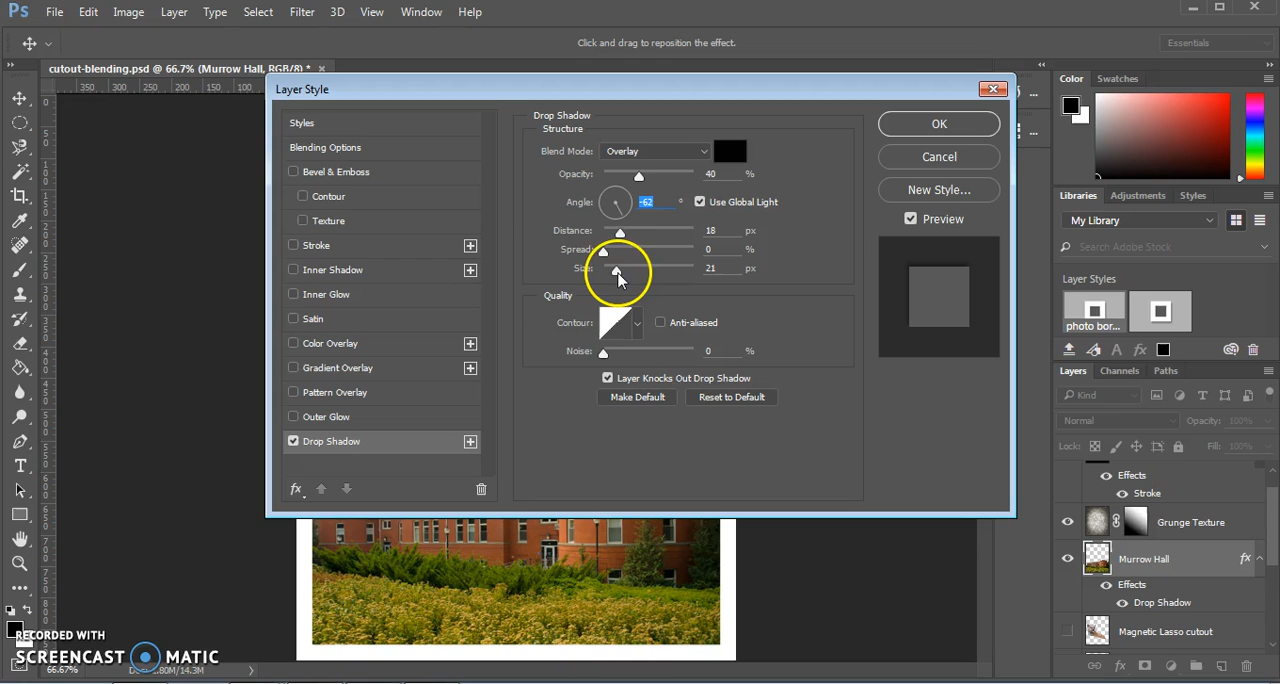 Ps File Edit Image Layer Type Select Filter 3D View Window Help
Click and drag to reposition the effect. Essentials
cutout-blending.psd @ 66.7% (Murrow Hall, RGB/8) * ×
350 300 250 200 150 100
Layer Style
Styles
Blending Options
Bevel & Emboss
Contour
Texture
Stroke
Inner Shadow
Inner Glow
Satin
Color Overlay
Gradient Overlay
Pattern Overlay
Outer Glow
Drop Shadow
fx
Drop Shadow
Structure
Blend Mode: Overlay
Opacity: 40 %
Angle: -62 ° Use Global Light
Distance: 18 px
Spread: 0 %
Size: 21 px
Quality
Contour: Anti-aliased
Noise: 0 %
Layer Knocks Out Drop Shadow
Make Default Reset to Default
OK
Cancel
New Style...
Preview
Color Swatches
Libraries Adjustments Styles
My Library
Search Adobe Stock
Layer Styles
photo bor...
Layers Channels Paths
Kind
Normal Opacity: 100%
Lock: Fill: 100%
Effects
Stroke
Grunge Texture
Murrow Hall fx
Effects
Drop Shadow
Magnetic Lasso cutout
RECORDED WITH
SCREENCAST MATIC
66.67%